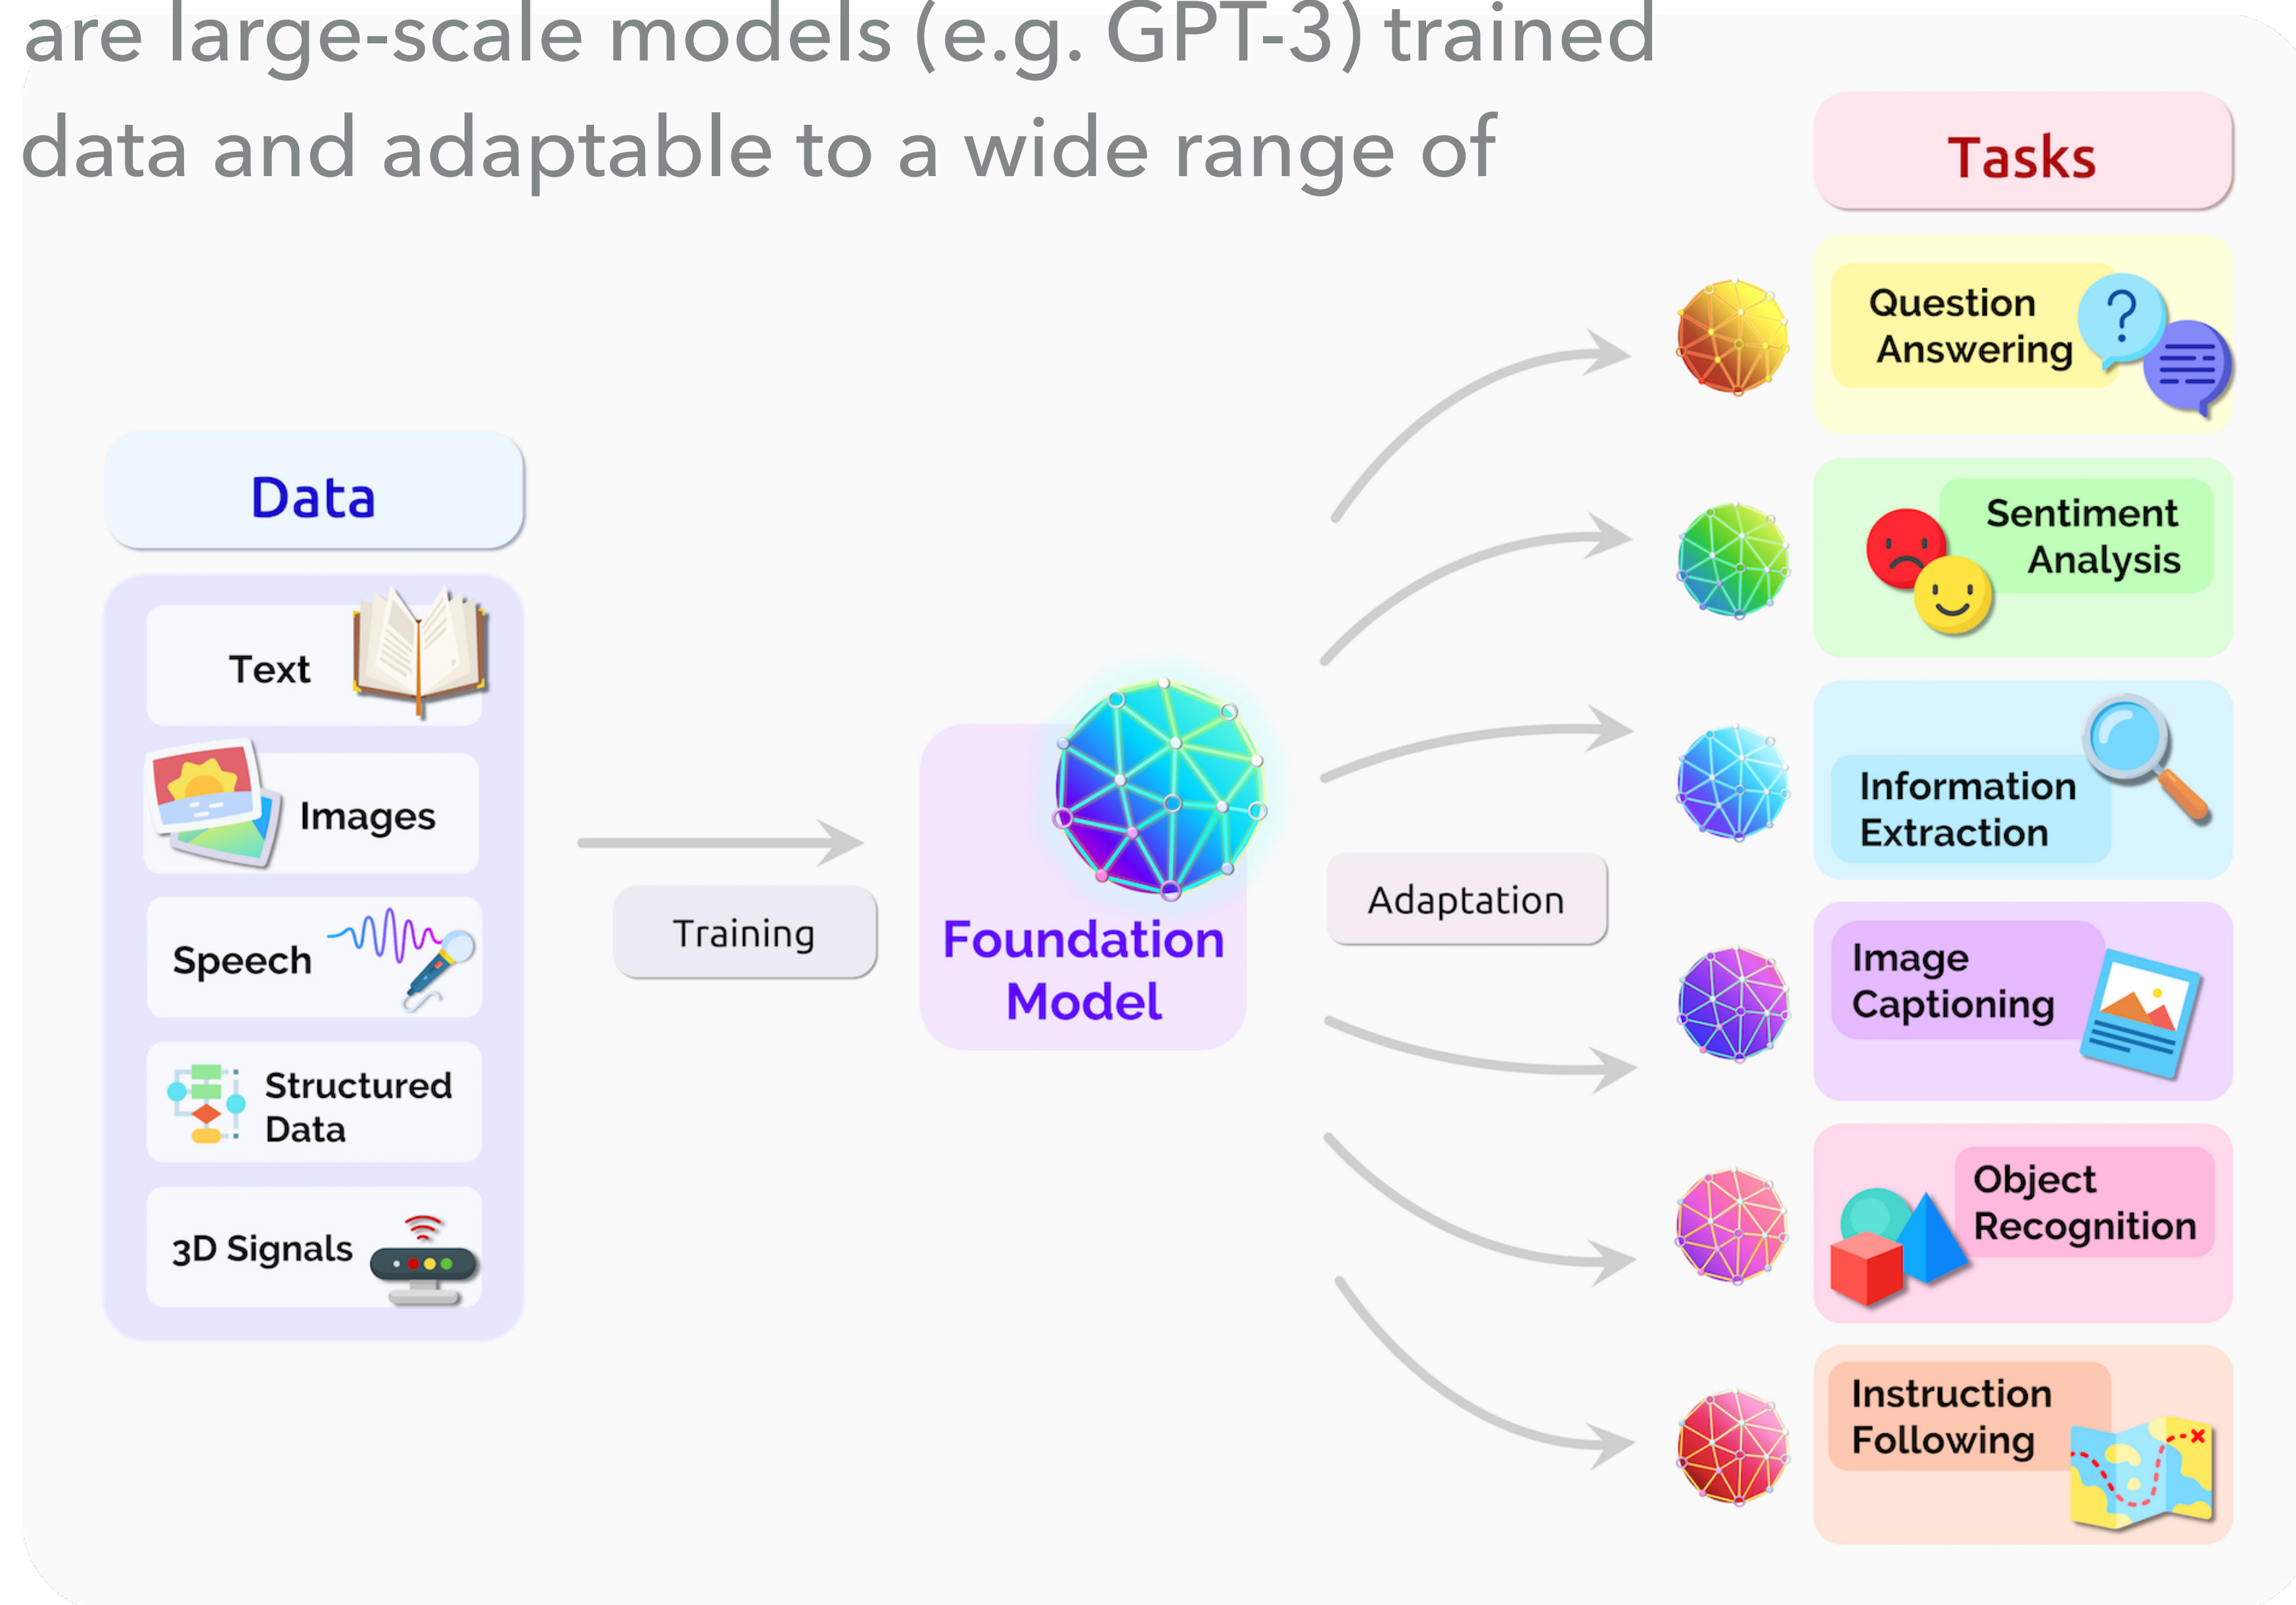 are large-scale models (e.g. GPT-3) trained
data and adaptable to a wide range of
Data
Text
Images
Speech
Structured
Data
3D Signals
Training
Foundation
Model
Adaptation
Tasks
Question
Answering
Sentiment
Analysis
Information
Extraction
Image
Captioning
Object
Recognition
Instruction
Following